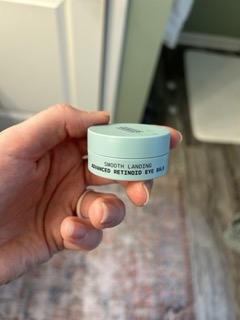 SMOOTH LANDING
ADVANCED RETINOID EYE BALM